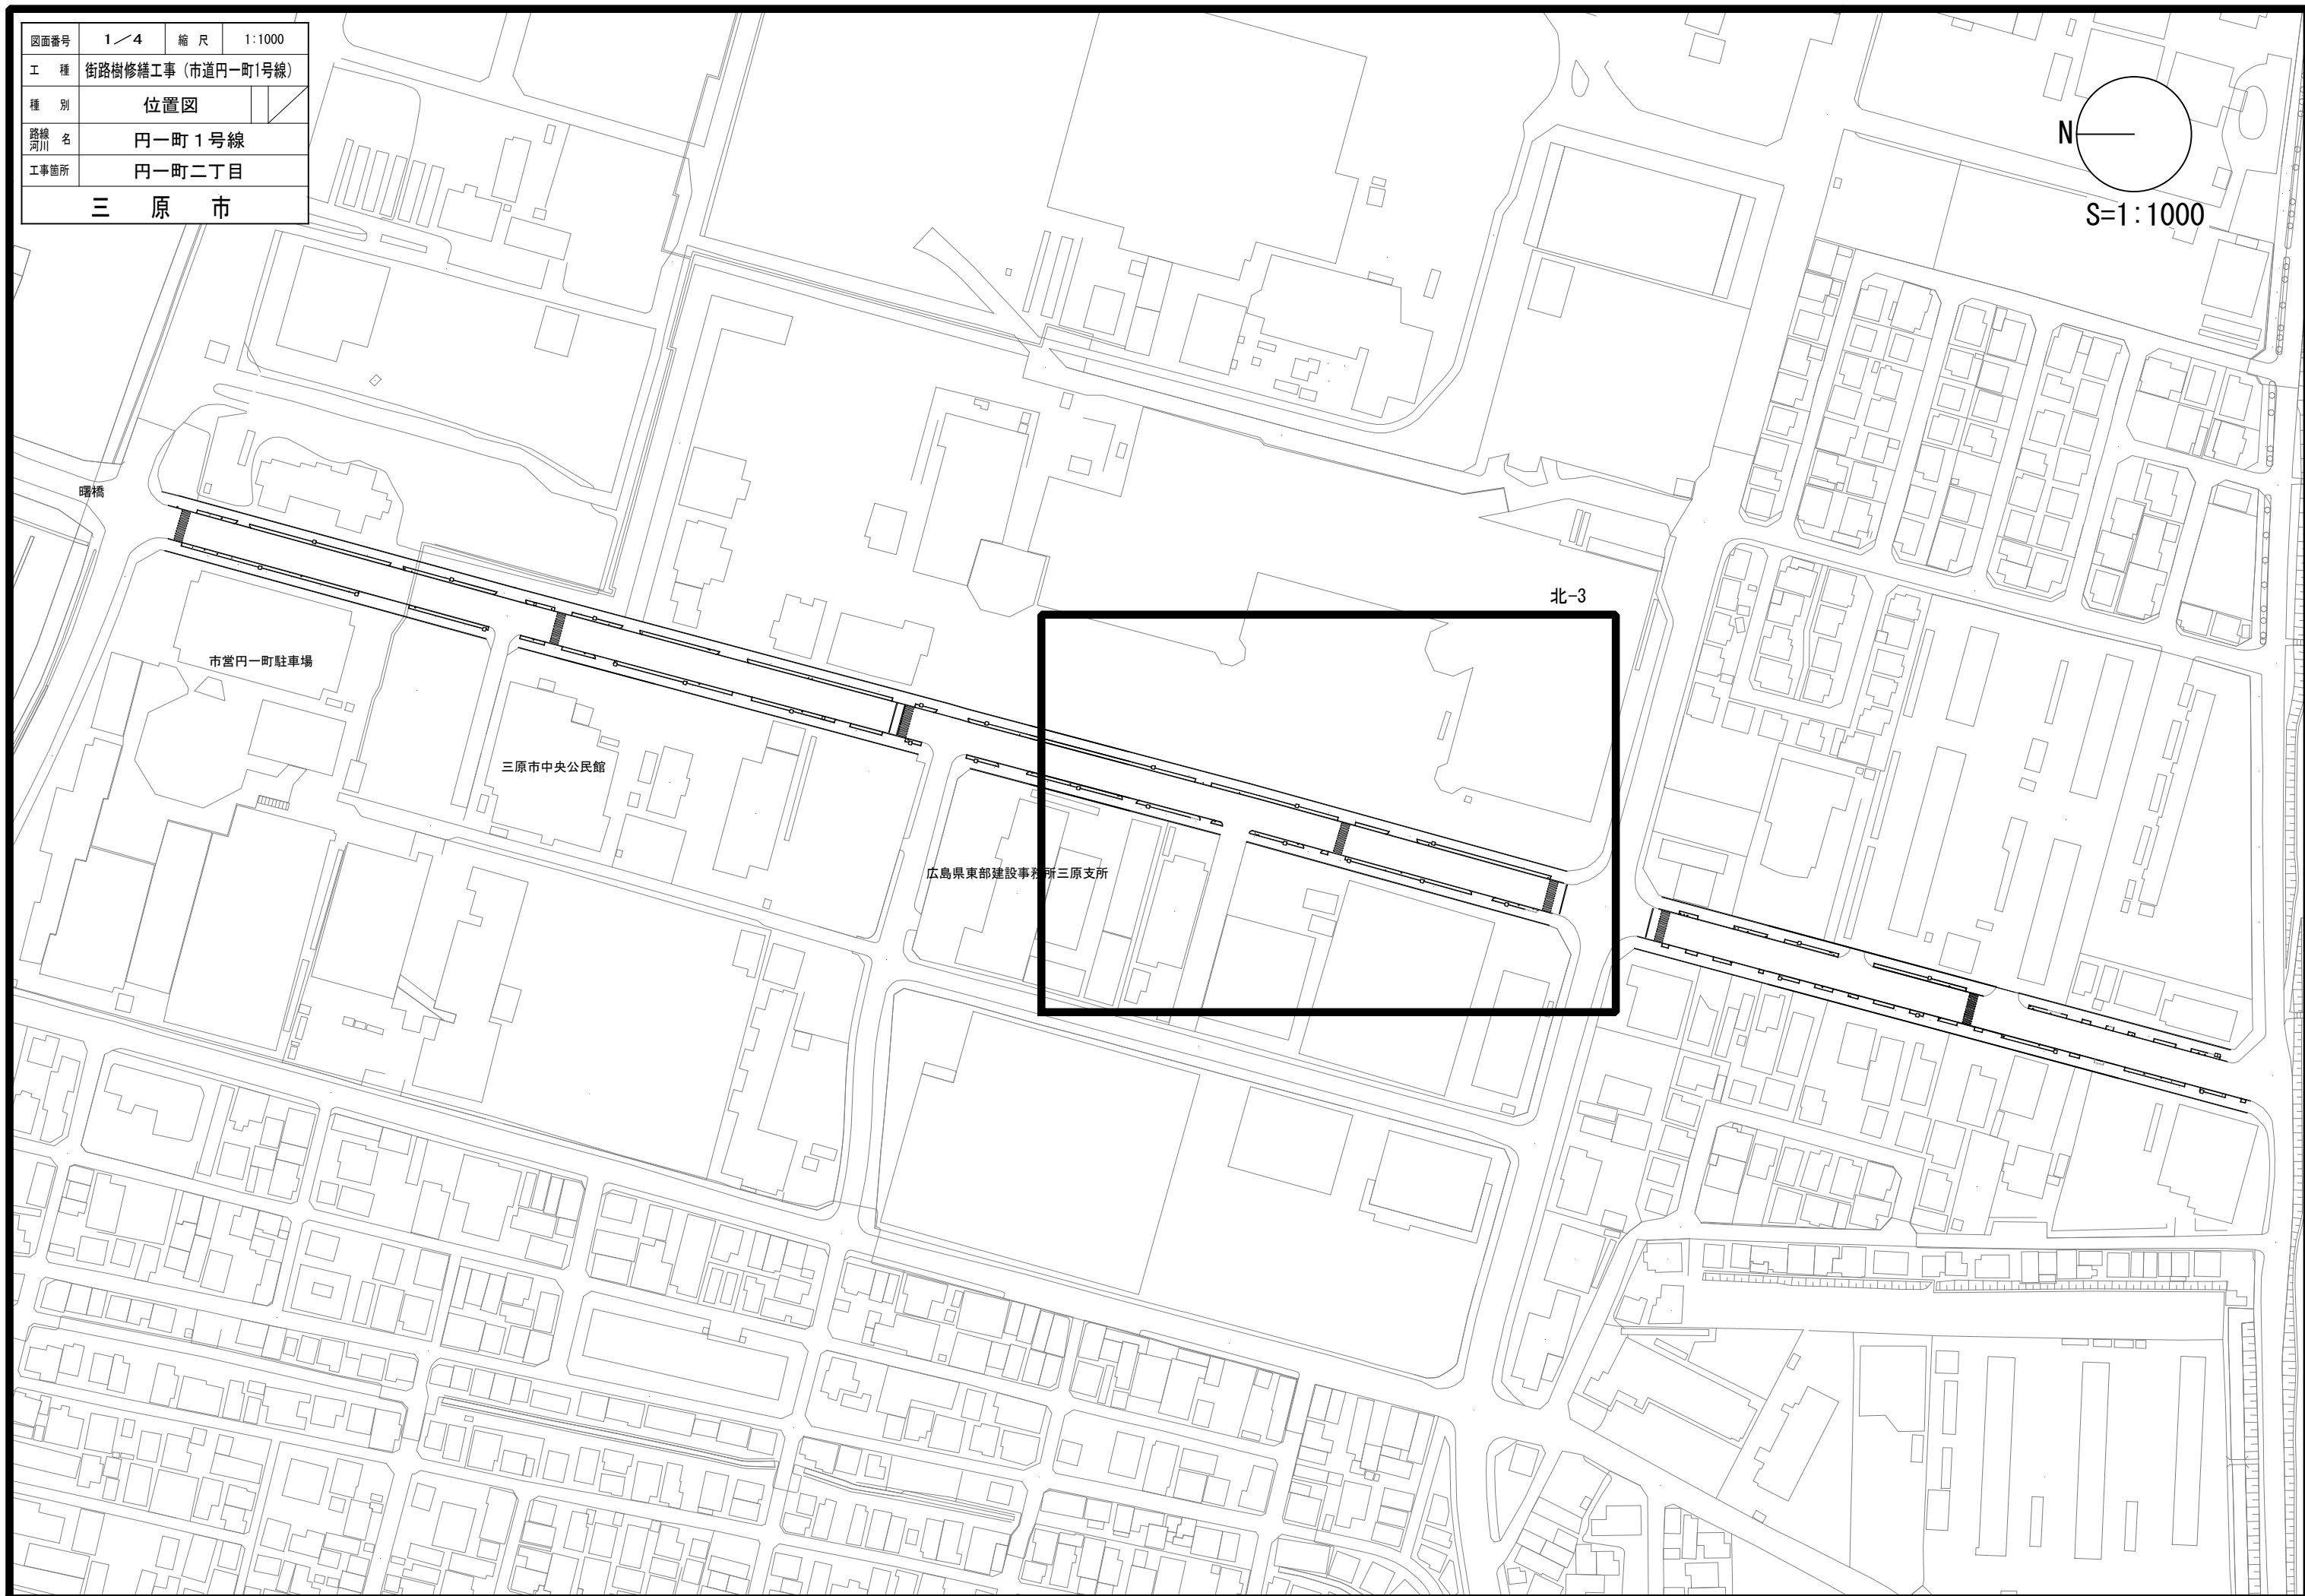 図面番号 1／4 縮尺 1:1000
工種 街路樹修繕工事（市道円一町1号線）
種別 位置図
路線河川名 円一町１号線
工事箇所 円一町二丁目
三原市
N
S=1:1000
曙橋
北-3
市営円一町駐車場
三原市中央公民館
広島県東部建設事務所三原支所